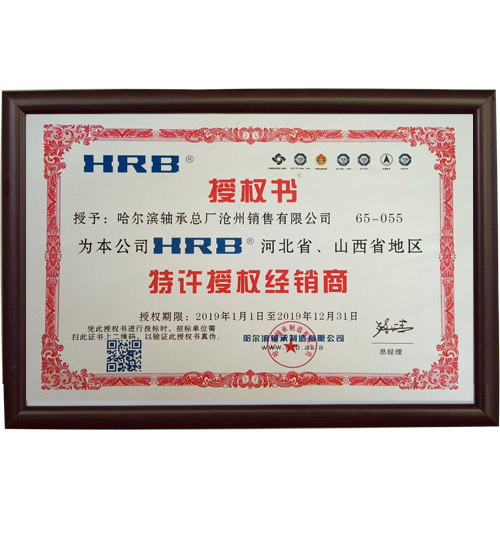 HRB®
授权书
授予：哈尔滨轴承总厂沧州销售有限公司 65-055
为本公司HRB®河北省、山西省地区
特许授权经销商
授权期限：2019年1月1日至2019年12月31日
凭此授权书进行投标时，招标单位需
扫此证书上二维码，以验证此授权书真伪。
哈尔滨轴承制造有限公司
总经理